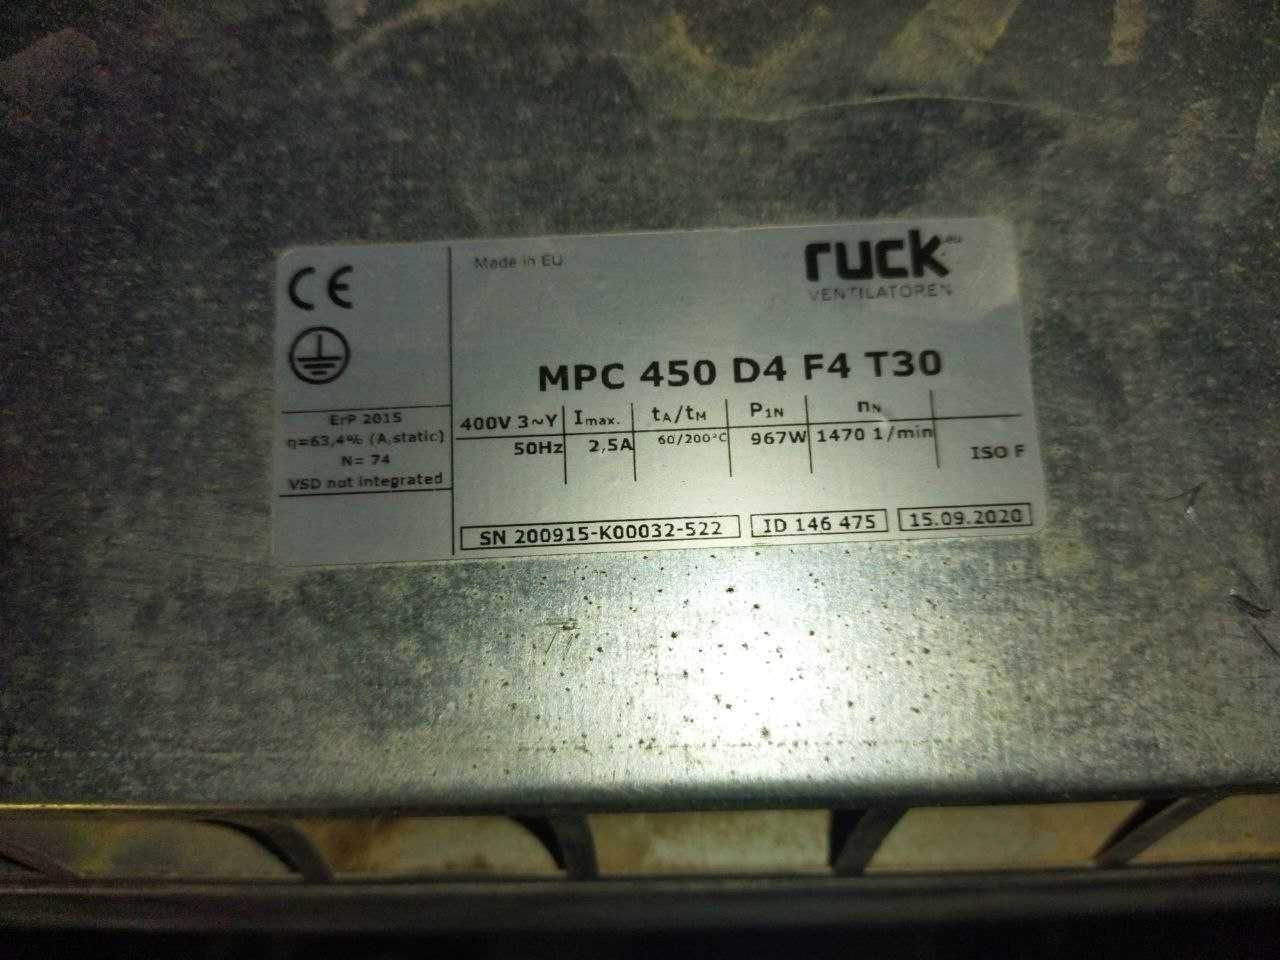 CE
Made in EU
ruck.eu
VENTILATOREN
MPC 450 D4 F4 T30
ErP 2015
η=63,4% (A,static)
N= 74
VSD not integrated
400V 3~Y Imax. tA/tM P1N nN
50Hz 2,5A 60/200°C 967W 1470 1/min
ISO F
SN 200915-K00032-522 ID 146 475 15.09.2020